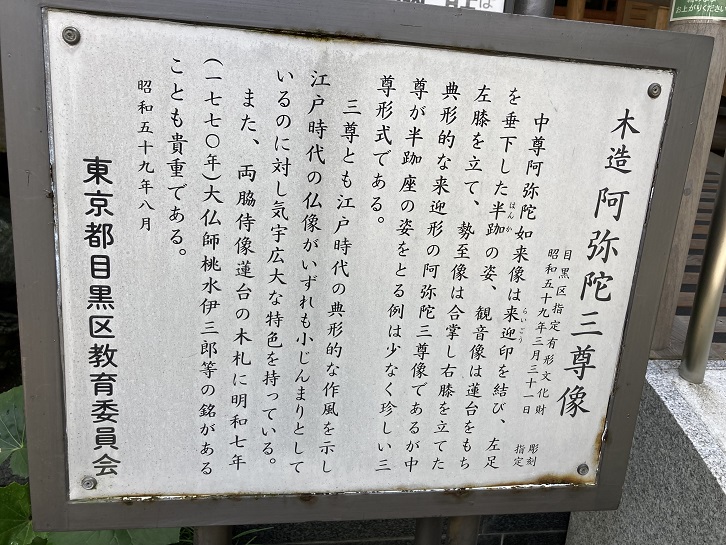 木造 阿弥陀三尊像
目黒区指定有形文化財 彫刻
昭和五十九年三月三十一日 指定
中尊阿弥陀如来像は来迎印を結び、左足
を垂下した半跏の姿、観音像は蓮台をもち
左膝を立て、勢至像は合掌し右膝を立てた
典形的な来迎形の阿弥陀三尊像であるが中
尊が半跏座の姿をとる例は少なく珍しい三
尊形式である。
三尊とも江戸時代の典形的な作風を示し
江戸時代の仏像がいずれも小じんまりとして
いるのに対し気宇広大な特色を持っている。
また、両脇侍像蓮台の木札に明和七年
(一七七〇年)大仏師桃水伊三郎等の銘がある
ことも貴重である。
昭和五十九年八月
東京都目黒区教育委員会